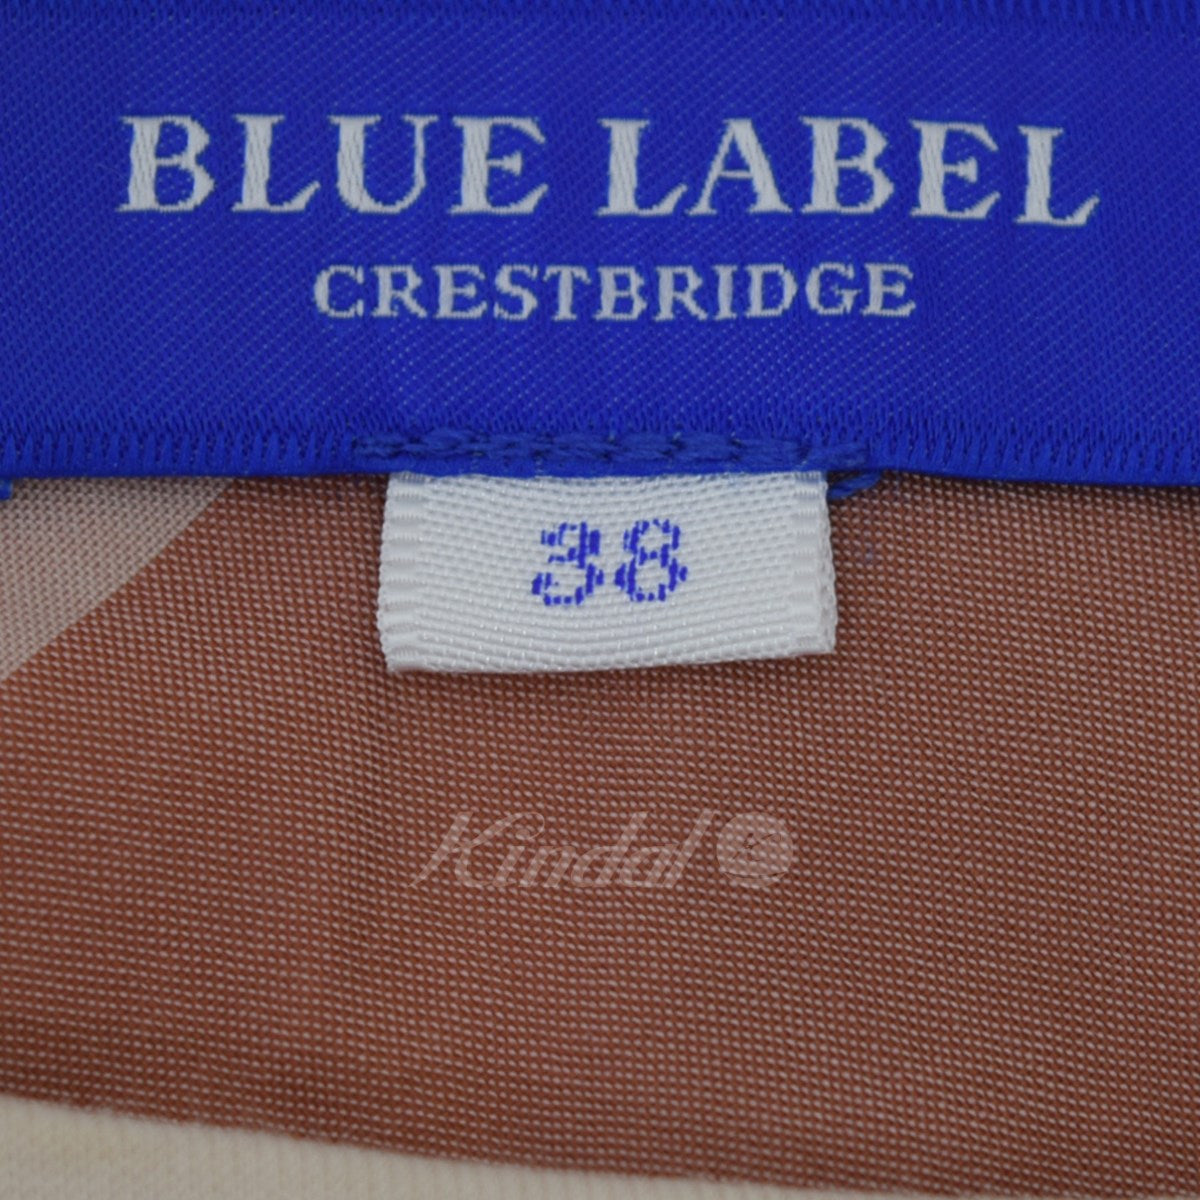 BLUE LABEL
CRESTBRIDGE
38
Kindal